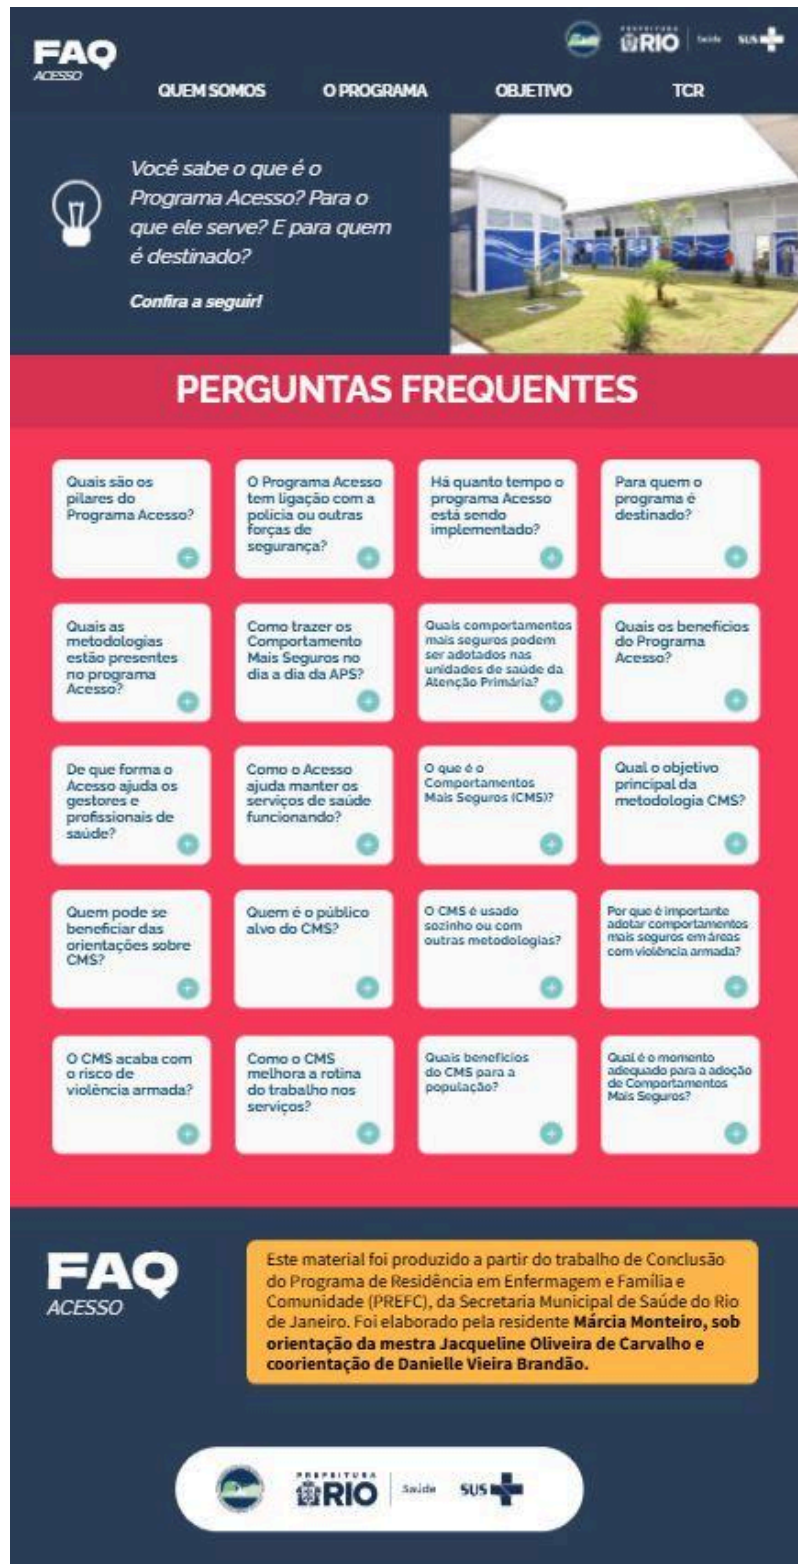 FAQ
ACESSO
PREFEITURA
RIO
Saúde
SUS
QUEM SOMOS
O PROGRAMA
OBJETIVO
TCR
Você sabe o que é o
Programa Acesso? Para o
que ele serve? E para quem
é destinado?
Confira a seguir!
PERGUNTAS FREQUENTES
Quais são os
pilares do
Programa Acesso?
O Programa Acesso
tem ligação com a
polícia ou outras
forças de
segurança?
Há quanto tempo o
programa Acesso
está sendo
implementado?
Para quem o
programa é
destinado?
Quais as
metodologias
estão presentes
no programa
Acesso?
Como trazer os
Comportamento
Mais Seguros no
dia a dia da APS?
Quais comportamentos
mais seguros podem
ser adotados nas
unidades de saúde da
Atenção Primária?
Quais os benefícios
do Programa
Acesso?
De que forma o
Acesso ajuda os
gestores e
profissionais de
saúde?
Como o Acesso
ajuda manter os
serviços de saúde
funcionando?
O que é o
Comportamentos
Mais Seguros (CMS)?
Qual o objetivo
principal da
metodologia CMS?
Quem pode se
beneficiar das
orientações sobre
CMS?
Quem é o público
alvo do CMS?
O CMS é usado
sozinho ou com
outras metodologias?
Por que é importante
adotar comportamentos
mais seguros em áreas
com violência armada?
O CMS acaba com
o risco de
violência armada?
Como o CMS
melhora a rotina
do trabalho nos
serviços?
Quais benefícios
do CMS para a
população?
Qual é o momento
adequado para a adoção
de Comportamentos
Mais Seguros?
FAQ
ACESSO
Este material foi produzido a partir do trabalho de Conclusão
do Programa de Residência em Enfermagem e Família e
Comunidade (PREFC), da Secretaria Municipal de Saúde do Rio
de Janeiro. Foi elaborado pela residente Márcia Monteiro, sob
orientação da mestra Jacqueline Oliveira de Carvalho e
coorientação de Danielle Vieira Brandão.
PREFEITURA
RIO
Saúde
SUS